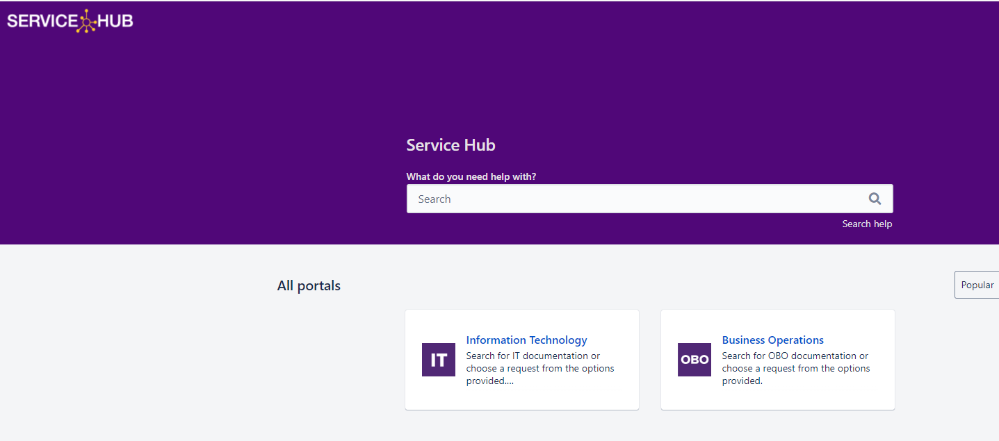 SERVICE HUB
Service Hub
What do you need help with?
Search
Search help
All portals
Popular
IT
Information Technology
Search for IT documentation or
choose a request from the options
provided....
OBO
Business Operations
Search for OBO documentation or
choose a request from the options
provided.